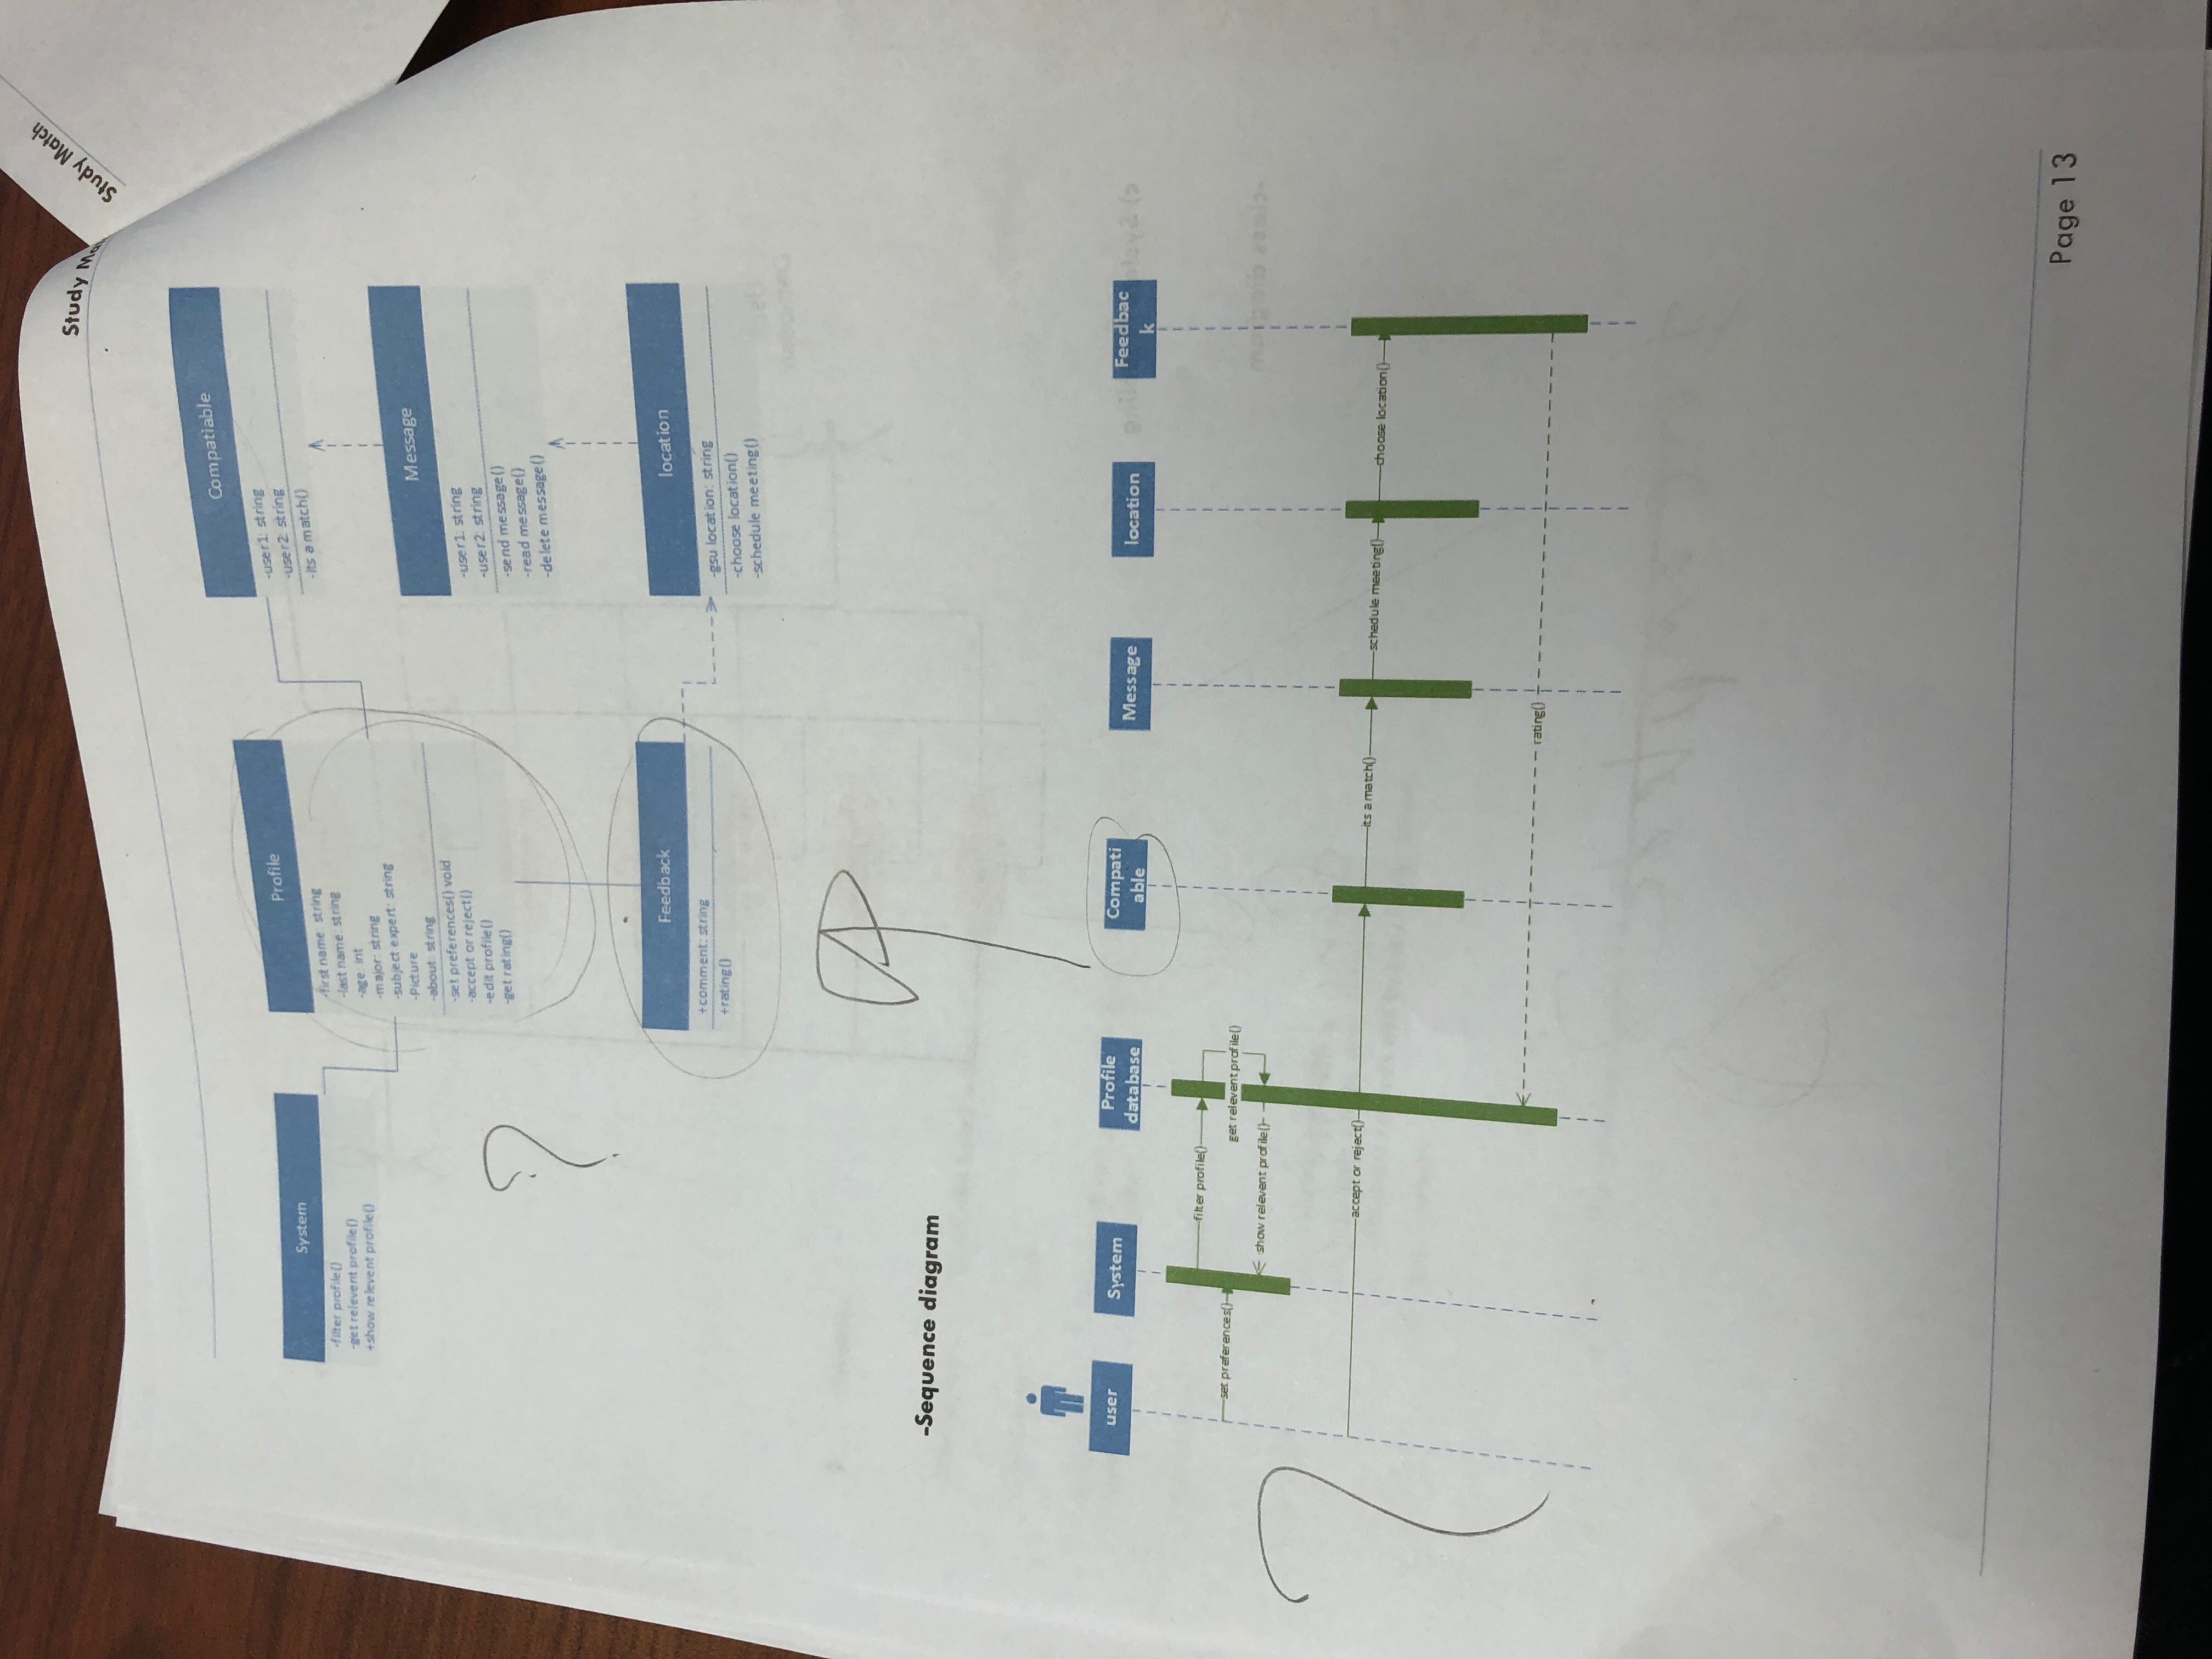 Study Match
Study
System
-filter profile()
-get relevent profile()
+show relevent profile()
Profile
-first name: string
-last name: string
-age: int
-major: string
-subject expert: string
-Picture
-about: string
-set preferences() void
-accept or reject()
-edit profile()
-get rating()
Compatiable
-user1: string
-user2: string
-its a match()
Message
-user1: string
-user2: string
-send message()
-read message()
-delete message()
?
Feedback
+comment: string
+rating()
location
-gsu location: string
-choose location()
-schedule meeting()
-Sequence diagram
user
System
Profile
database
Compati
able
Message
location
Feedbac
k
filter profile()
set preferences()
get relevent profile()
show relevent profile()
accept or reject()
its a match()
schedule meeting()
choose location()
rating()
Page 13